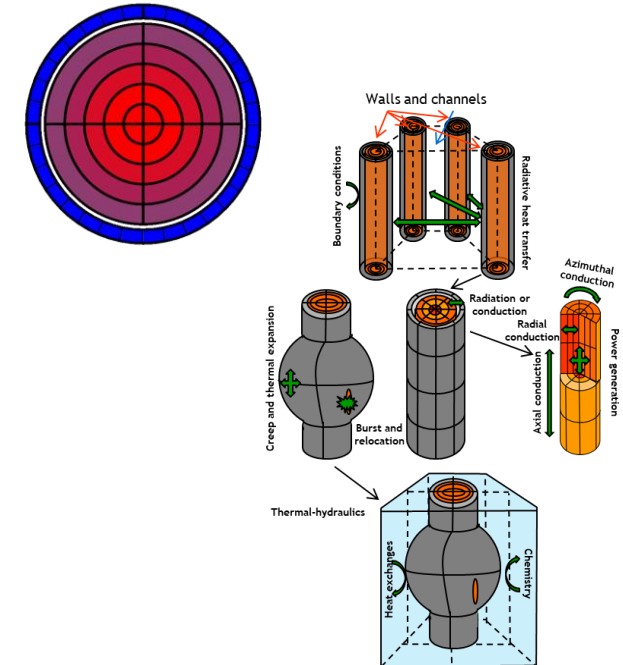 Walls and channels
Boundary conditions
Radiative heat transfer
Azimuthal
conduction
Radiation or
conduction
Radial
conduction
Power generation
Axial conduction
Creep and thermal expansion
Burst and
relocation
Thermal-hydraulics
Heat exchanges
Chemistry